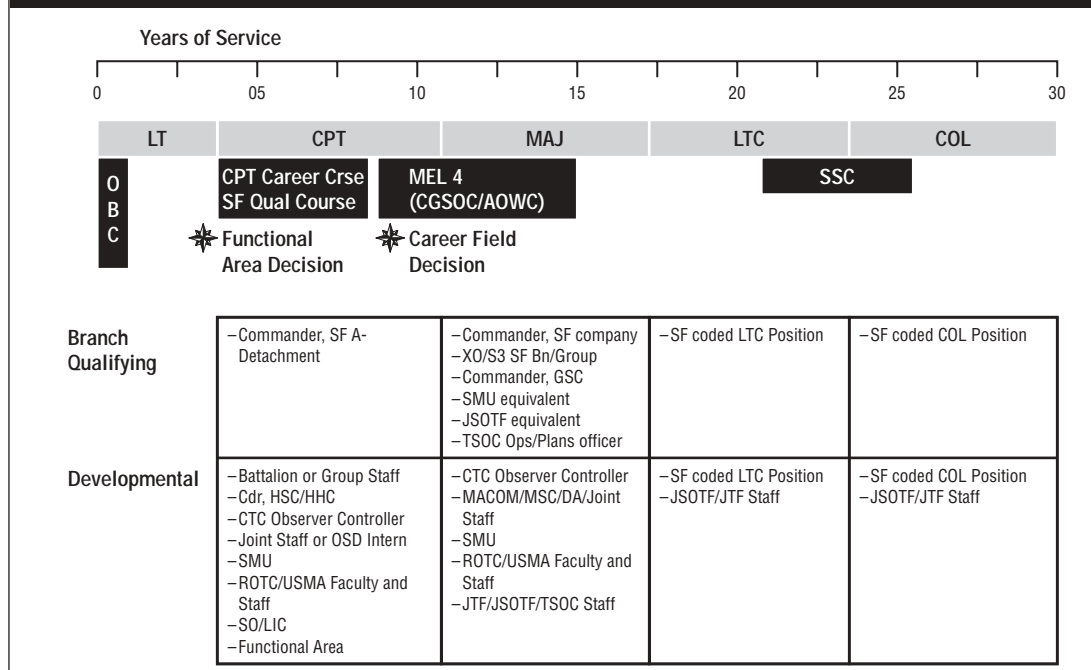 Years of Service
0 05 10 15 20 25 30
LT CPT MAJ LTC COL
O
B
C
CPT Career Crse
SF Qual Course
MEL 4
(CGSOC/AOWC)
SSC
Functional
Area Decision
Career Field
Decision
Branch
Qualifying
–Commander, SF A-
Detachment
–Commander, SF company
–XO/S3 SF Bn/Group
–Commander, GSC
–SMU equivalent
–JSOTF equivalent
–TSOC Ops/Plans officer
–SF coded LTC Position
–SF coded COL Position
Developmental
–Battalion or Group Staff
–Cdr, HSC/HHC
–CTC Observer Controller
–Joint Staff or OSD Intern
–SMU
–ROTC/USMA Faculty and
Staff
–SO/LIC
–Functional Area
–CTC Observer Controller
–MACOM/MSC/DA/Joint
Staff
–SMU
–ROTC/USMA Faculty and
Staff
–JTF/JSOTF/TSOC Staff
–SF coded LTC Position
–JSOTF/JTF Staff
–SF coded COL Position
–JSOTF/JTF Staff